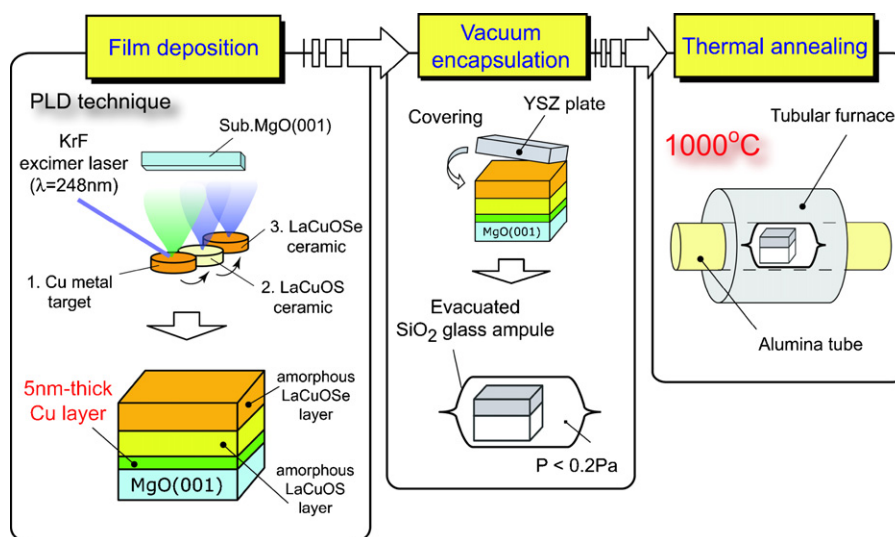 Film deposition
PLD technique
Sub.MgO(001)
KrF
excimer laser
(λ=248nm)
3. LaCuOSe
ceramic
1. Cu metal
target
2. LaCuOS
ceramic
5nm-thick
Cu layer
amorphous
LaCuOSe
layer
amorphous
LaCuOS
layer
MgO(001)
Vacuum
encapsulation
Covering
YSZ plate
MgO(001)
Evacuated
SiO₂ glass ampule
P < 0.2Pa
Thermal annealing
Tubular furnace
1000°C
Alumina tube